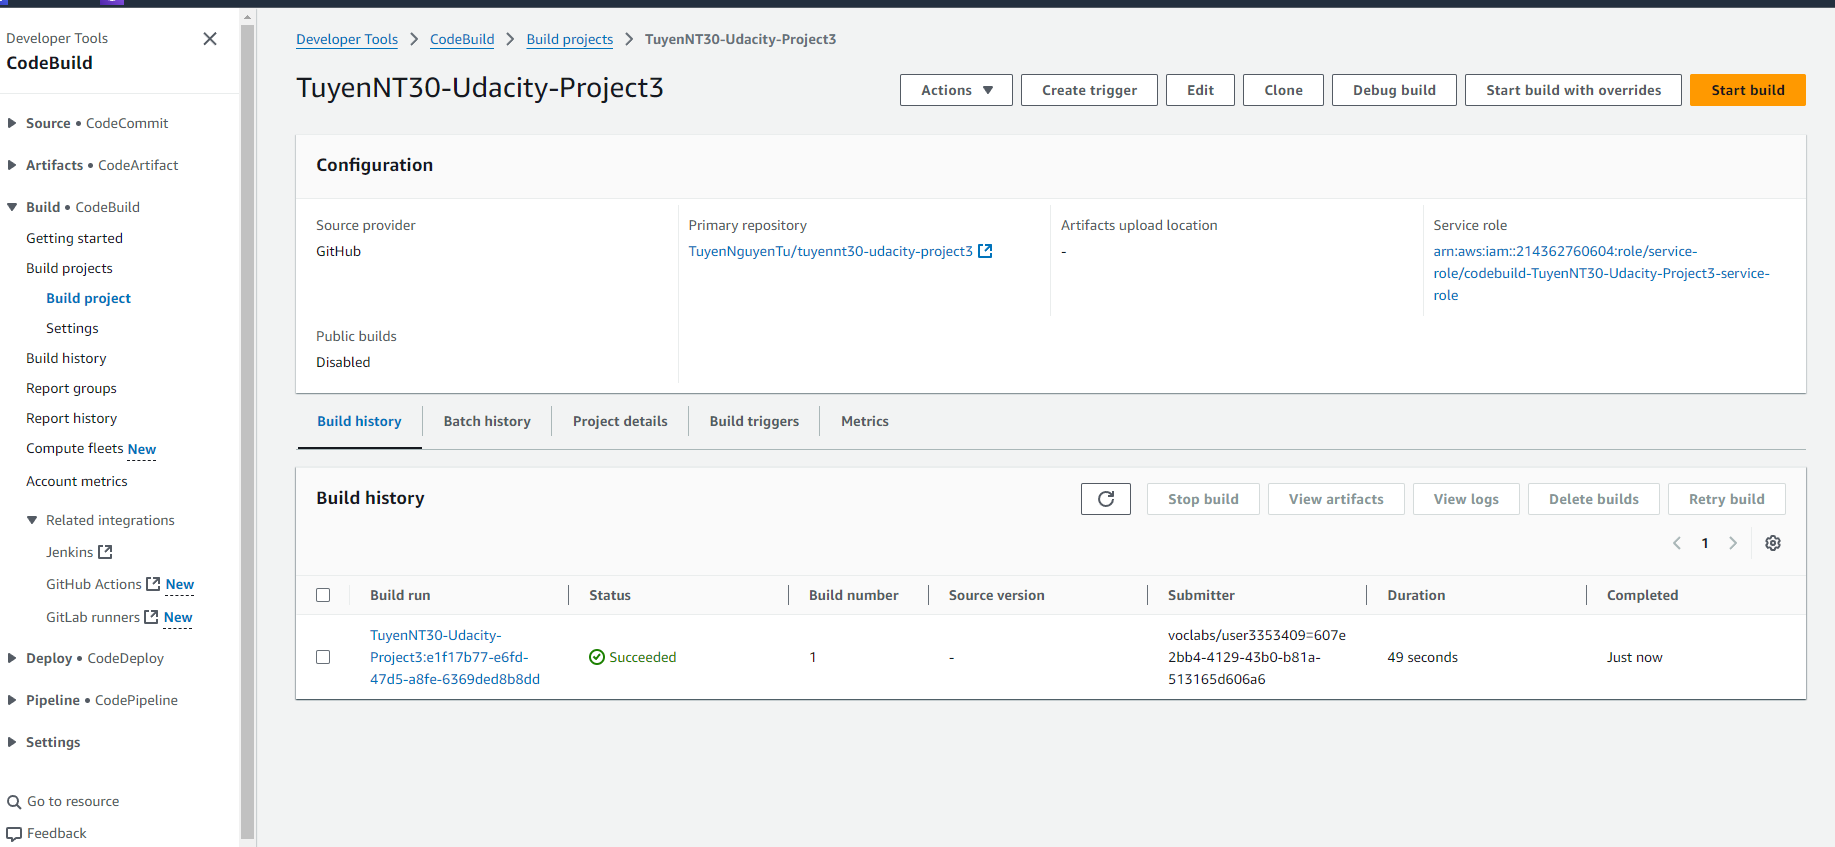 Developer Tools
CodeBuild
Source • CodeCommit
Artifacts • CodeArtifact
Build • CodeBuild
Getting started
Build projects
Build project
Settings
Build history
Report groups
Report history
Compute fleets New
Account metrics
Related integrations
Jenkins
GitHub Actions New
GitLab runners New
Deploy • CodeDeploy
Pipeline • CodePipeline
Settings
Go to resource
Feedback
Developer Tools
CodeBuild
Build projects
TuyenNT30-Udacity-Project3
TuyenNT30-Udacity-Project3
Actions
Create trigger
Edit
Clone
Debug build
Start build with overrides
Start build
Configuration
Source provider
GitHub
Primary repository
TuyenNguyenTu/tuyennt30-udacity-project3
Artifacts upload location
-
Service role
arn:aws:iam::214362760604:role/service-
role/codebuild-TuyenNT30-Udacity-Project3-service-
role
Public builds
Disabled
Build history
Batch history
Project details
Build triggers
Metrics
Build history
Stop build
View artifacts
View logs
Delete builds
Retry build
1
Build run
Status
Build number
Source version
Submitter
Duration
Completed
TuyenNT30-Udacity-
Project3:e1f17b77-e6fd-
47d5-a8fe-6369ded8b8dd
Succeeded
1
-
voclabs/user3353409=607e
2bb4-4129-43b0-b81a-
513165d606a6
49 seconds
Just now